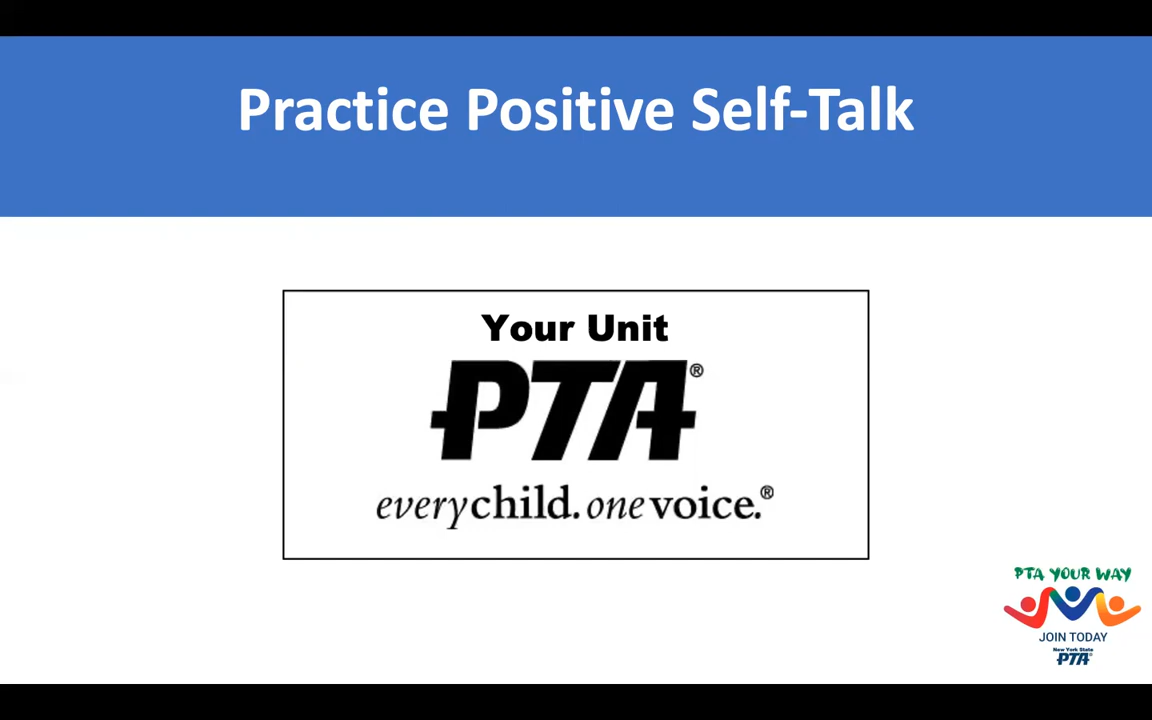 Practice Positive Self-Talk
Your Unit
PTA®
everychild. onevoice.®
PTA YOUR WAY
JOIN TODAY
New York State
PTA®